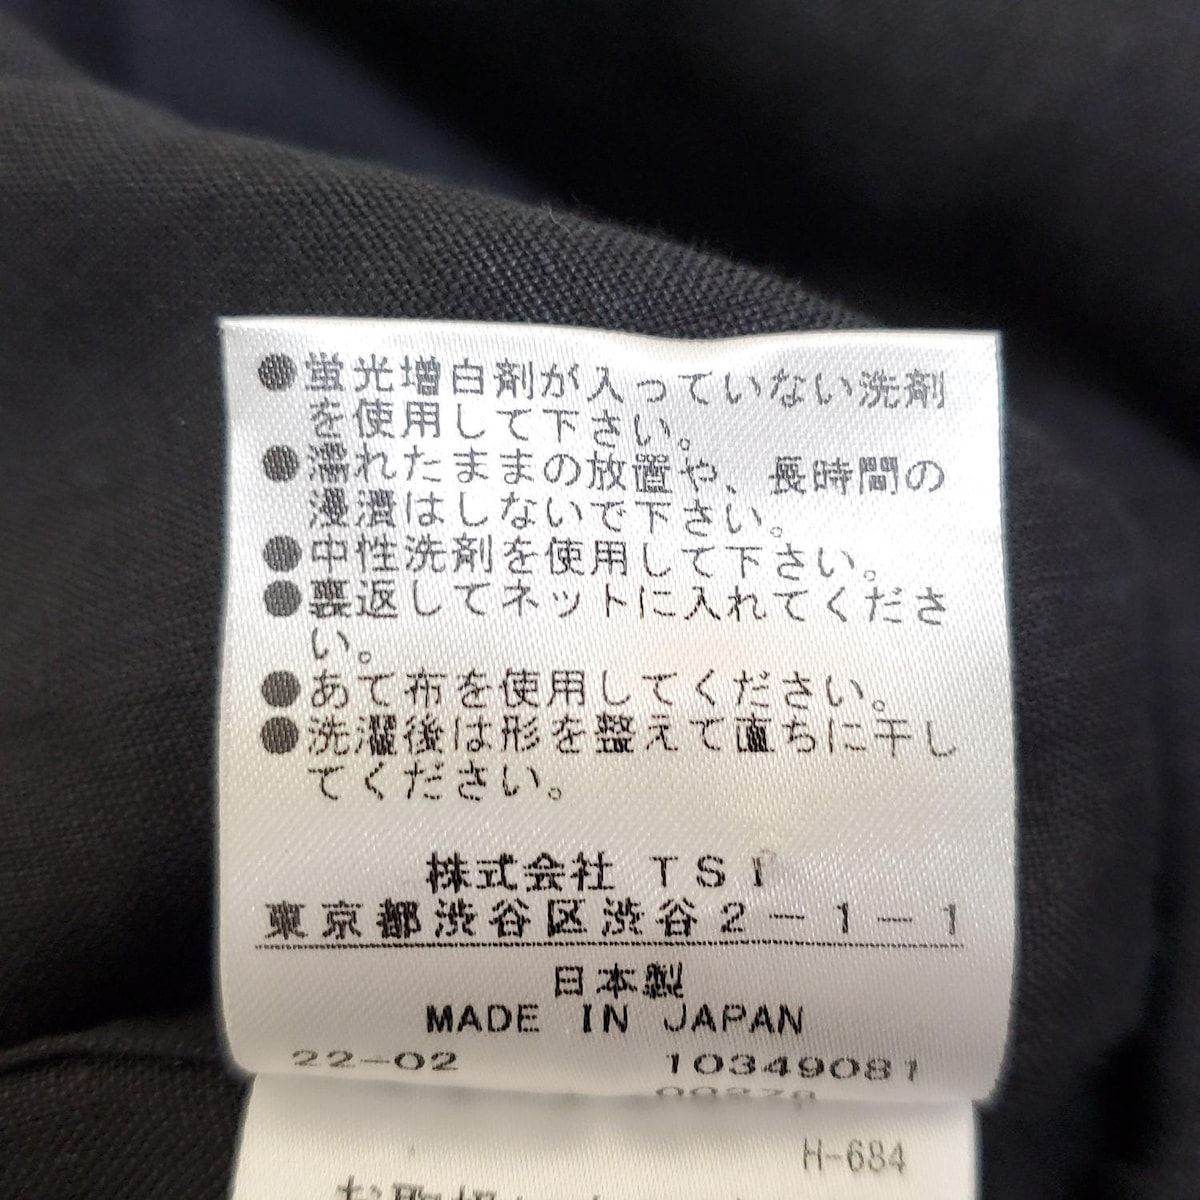 ●蛍光増白剤が入っていない洗剤
を使用して下さい。
●濡れたままの放置や、長時間の
浸漬はしないで下さい。
●中性洗剤を使用して下さい。
●裏返してネットに入れてくださ
い。
●あて布を使用してください。
●洗濯後は形を整えて直ちに干し
てください。
株式会社 TSI
東京都渋谷区渋谷2-1-1
日本製
MADE IN JAPAN
22-02 10349081
H-684